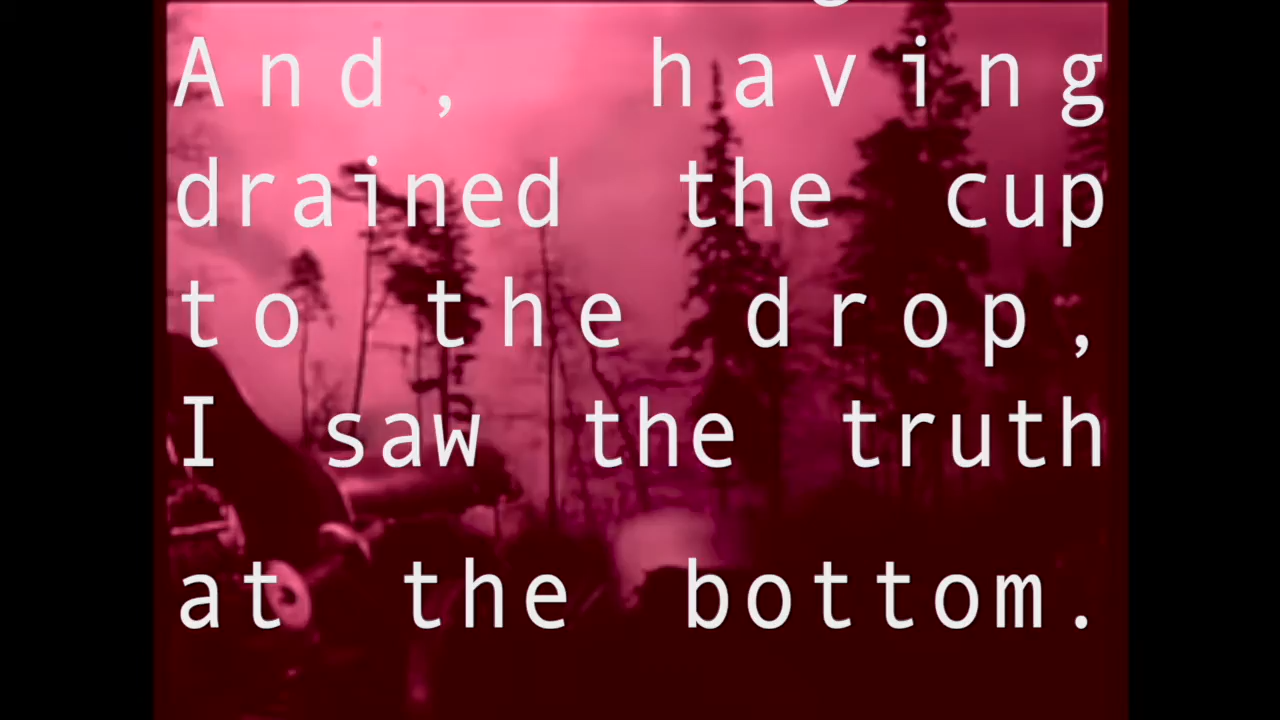 And, having
drained the cup
to the drop,
I saw the truth
at the bottom.